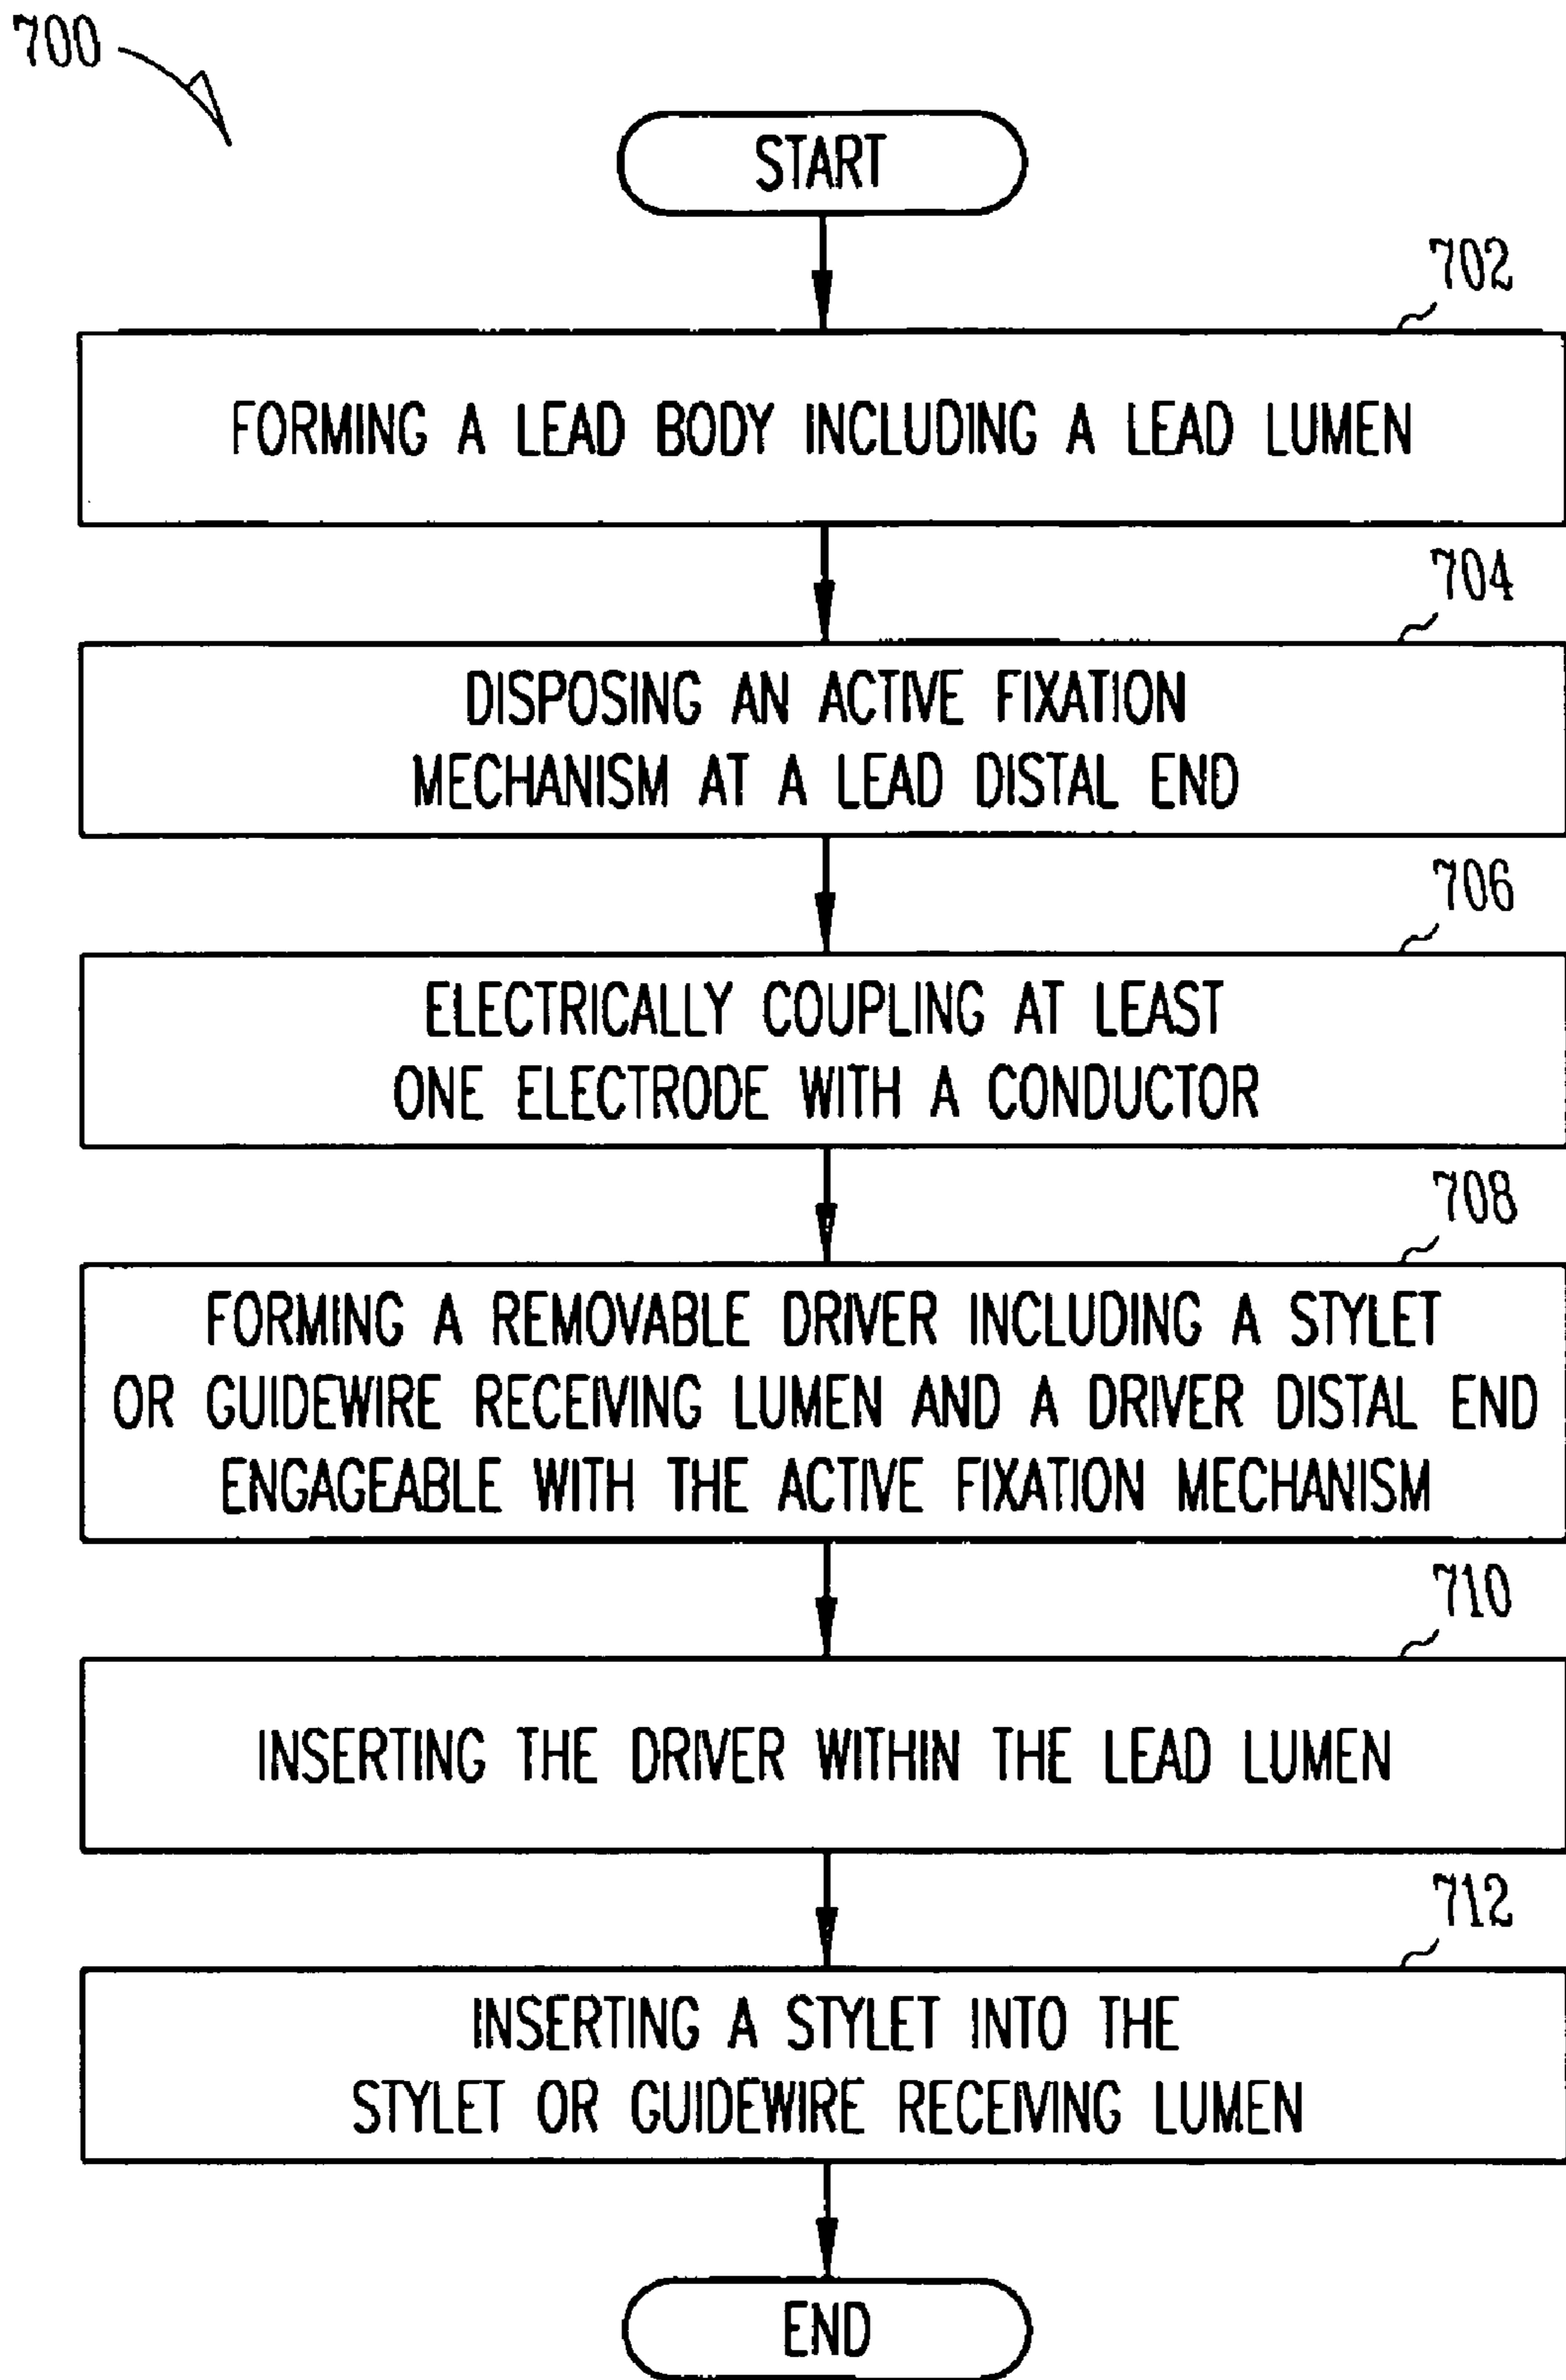 700
START
702
FORMING A LEAD BODY INCLUDING A LEAD LUMEN
704
DISPOSING AN ACTIVE FIXATION
MECHANISM AT A LEAD DISTAL END
706
ELECTRICALLY COUPLING AT LEAST
ONE ELECTRODE WITH A CONDUCTOR
708
FORMING A REMOVABLE DRIVER INCLUDING A STYLET
OR GUIDEWIRE RECEIVING LUMEN AND A DRIVER DISTAL END
ENGAGEABLE WITH THE ACTIVE FIXATION MECHANISM
710
INSERTING THE DRIVER WITHIN THE LEAD LUMEN
712
INSERTING A STYLET INTO THE
STYLET OR GUIDEWIRE RECEIVING LUMEN
END